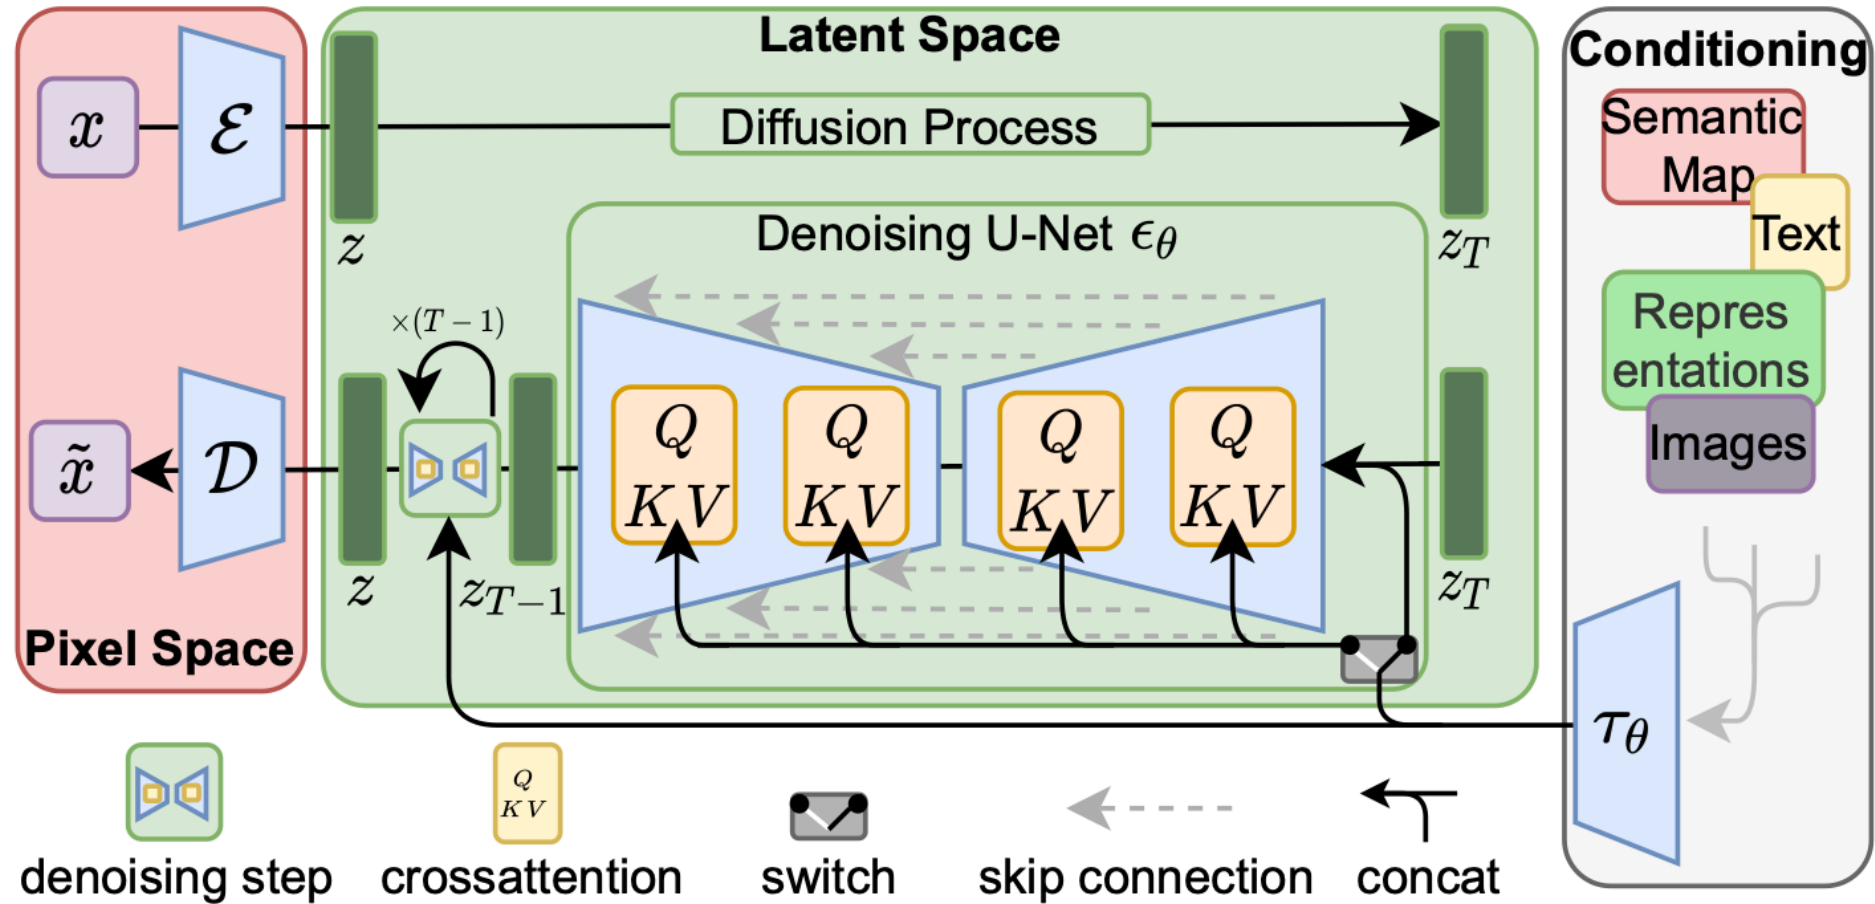 Latent Space
Conditioning
x
ℰ
Diffusion Process
Semantic
Map
Text
z
Denoising U-Net ϵ_θ
z_T
Repres
entations
×(T − 1)
Images
Q
K V
Q
K V
Q
K V
Q
K V
x̃
𝒟
z
z_{T−1}
z_T
Pixel Space
τ_θ
Q
K V
denoising step
crossattention
switch
skip connection
concat